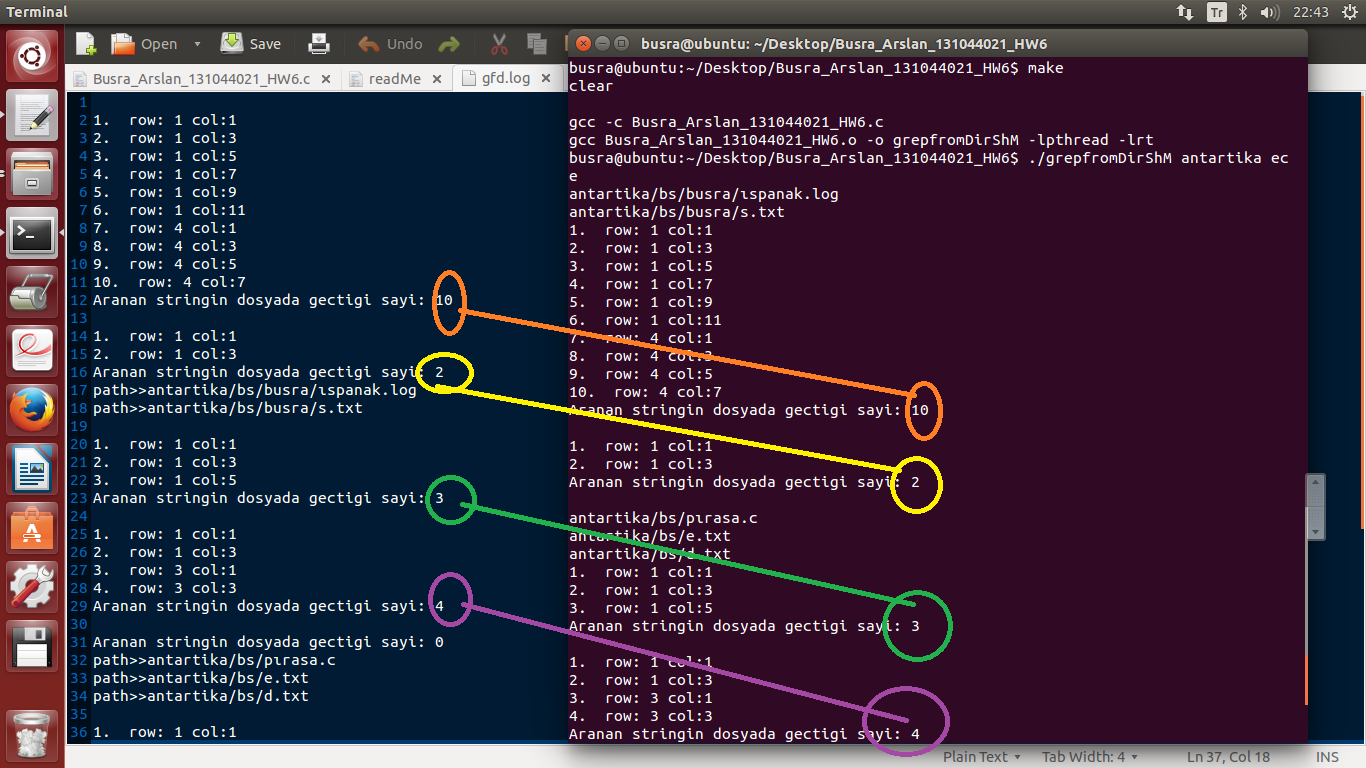 Terminal
Tr
22:43
Open
Save
Undo
Busra_Arslan_131044021_HW6.c
readMe
gfd.log
1
2 1.  row: 1 col:1
3 2.  row: 1 col:3
4 3.  row: 1 col:5
5 4.  row: 1 col:7
6 5.  row: 1 col:9
7 6.  row: 1 col:11
8 7.  row: 4 col:1
9 8.  row: 4 col:3
10 9.  row: 4 col:5
11 10.  row: 4 col:7
12 Aranan stringin dosyada gectigi sayi: 10
13
14 1.  row: 1 col:1
15 2.  row: 1 col:3
16 Aranan stringin dosyada gectigi sayi: 2
17 path>>antartika/bs/busra/ıspanak.log
18 path>>antartika/bs/busra/s.txt
19
20 1.  row: 1 col:1
21 2.  row: 1 col:3
22 3.  row: 1 col:5
23 Aranan stringin dosyada gectigi sayi: 3
24
25 1.  row: 1 col:1
26 2.  row: 1 col:3
27 3.  row: 3 col:1
28 4.  row: 3 col:3
29 Aranan stringin dosyada gectigi sayi: 4
30
31 Aranan stringin dosyada gectigi sayi: 0
32 path>>antartika/bs/pırasa.c
33 path>>antartika/bs/e.txt
34 path>>antartika/bs/d.txt
35
36 1.  row: 1 col:1
busra@ubuntu: ~/Desktop/Busra_Arslan_131044021_HW6
busra@ubuntu:~/Desktop/Busra_Arslan_131044021_HW6$ make
clear
gcc -c Busra_Arslan_131044021_HW6.c
gcc Busra_Arslan_131044021_HW6.o -o grepfromDirShM -lpthread -lrt
busra@ubuntu:~/Desktop/Busra_Arslan_131044021_HW6$ ./grepfromDirShM antartika ec
e
antartika/bs/busra/ıspanak.log
antartika/bs/busra/s.txt
1.  row: 1 col:1
2.  row: 1 col:3
3.  row: 1 col:5
4.  row: 1 col:7
5.  row: 1 col:9
6.  row: 1 col:11
7.  row: 4 col:1
8.  row: 4 col:3
9.  row: 4 col:5
10.  row: 4 col:7
Aranan stringin dosyada gectigi sayi: 10
1.  row: 1 col:1
2.  row: 1 col:3
Aranan stringin dosyada gectigi sayi: 2
antartika/bs/pırasa.c
antartika/bs/e.txt
antartika/bs/d.txt
1.  row: 1 col:1
2.  row: 1 col:3
3.  row: 1 col:5
Aranan stringin dosyada gectigi sayi: 3
1.  row: 1 col:1
2.  row: 1 col:3
3.  row: 3 col:1
4.  row: 3 col:3
Aranan stringin dosyada gectigi sayi: 4
Plain Text
Tab Width: 4
Ln 37, Col 18
INS